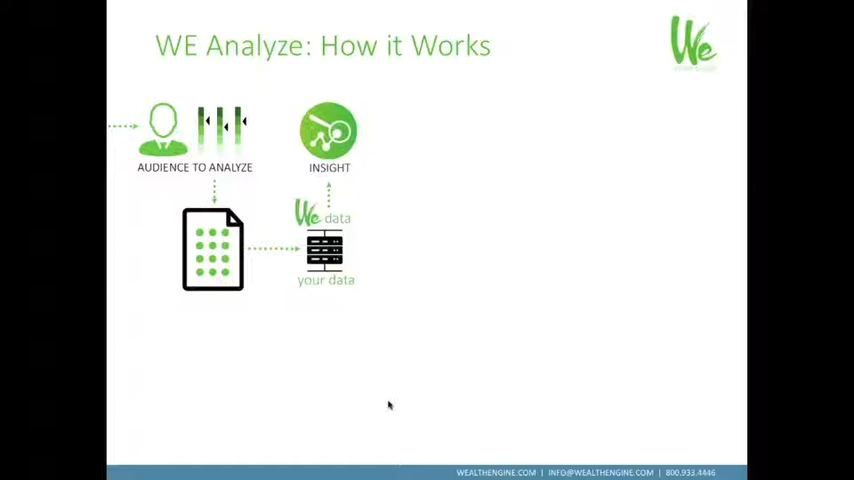 WE Analyze: How it Works
We
AUDIENCE TO ANALYZE
INSIGHT
We data
your data
WEALTHENGINE.COM | INFO@WEALTHENGINE.COM | 800.933.4446